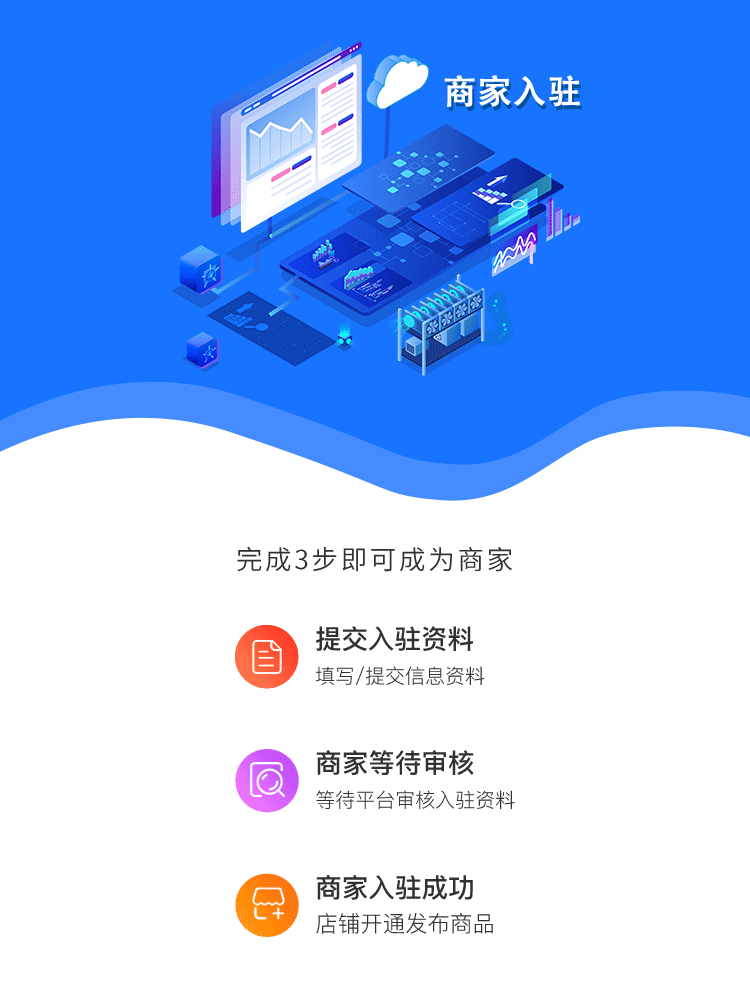 商家入驻
完成3步即可成为商家
提交入驻资料
填写/提交信息资料
商家等待审核
等待平台审核入驻资料
商家入驻成功
店铺开通发布商品